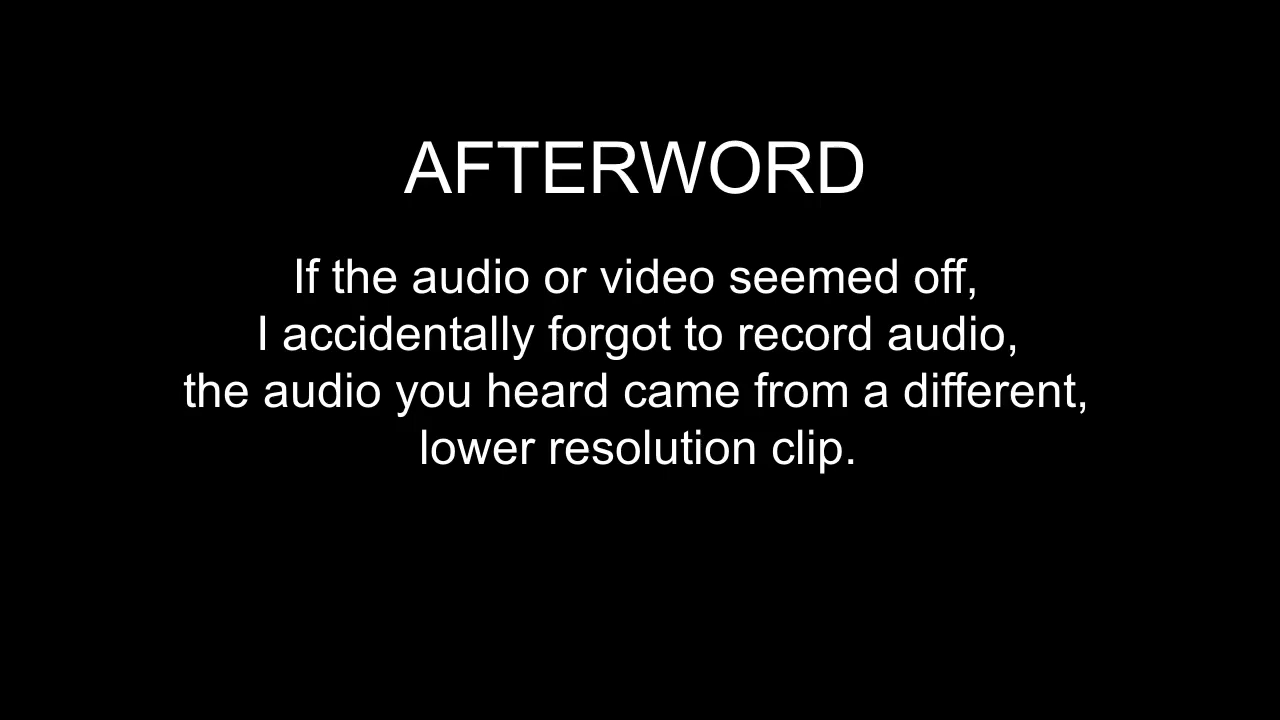 AFTERWORD
If the audio or video seemed off,
I accidentally forgot to record audio,
the audio you heard came from a different,
lower resolution clip.